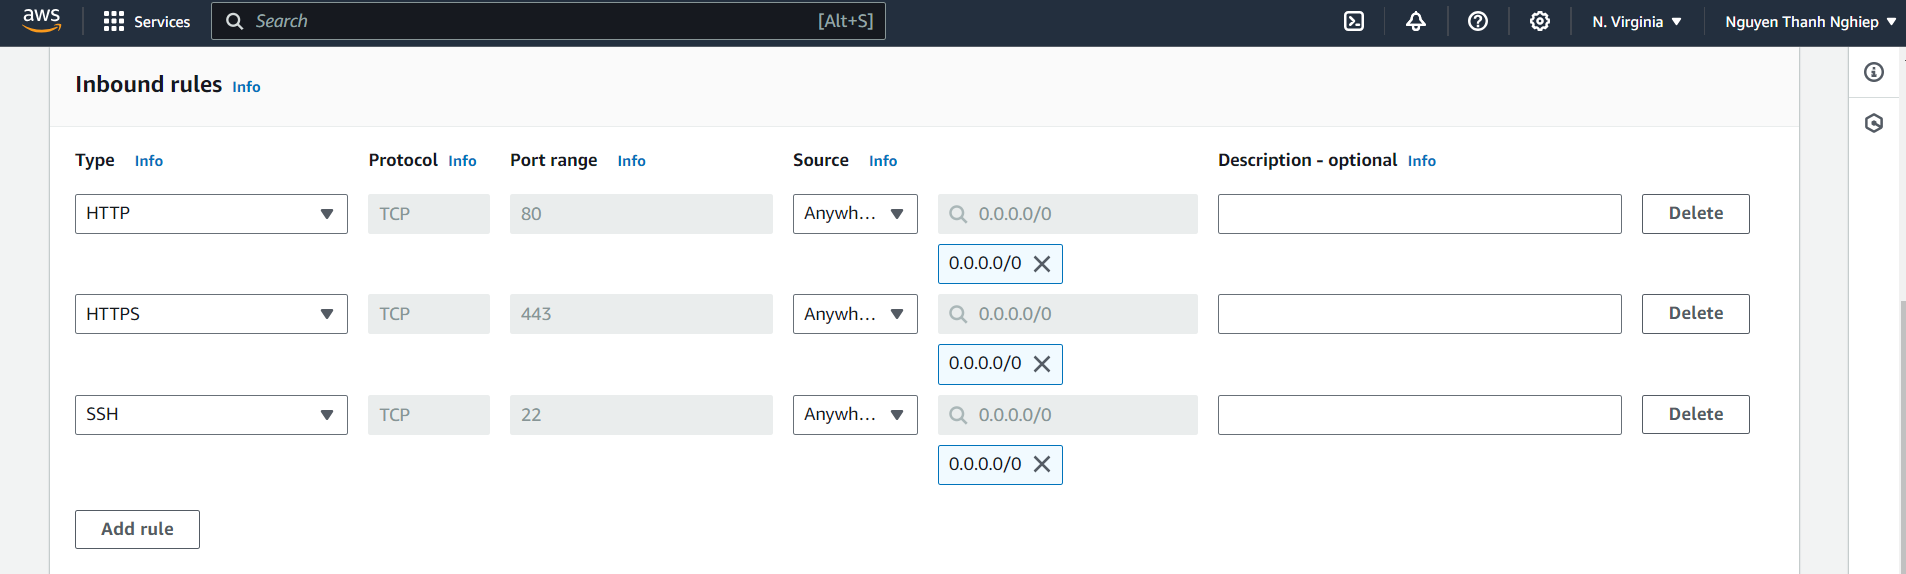 aws Services Search [Alt+S] N. Virginia Nguyen Thanh Nghiep
Inbound rules Info
Type Info Protocol Info Port range Info Source Info Description - optional Info
HTTP TCP 80 Anywh... 0.0.0.0/0 Delete
0.0.0.0/0
HTTPS TCP 443 Anywh... 0.0.0.0/0 Delete
0.0.0.0/0
SSH TCP 22 Anywh... 0.0.0.0/0 Delete
0.0.0.0/0
Add rule